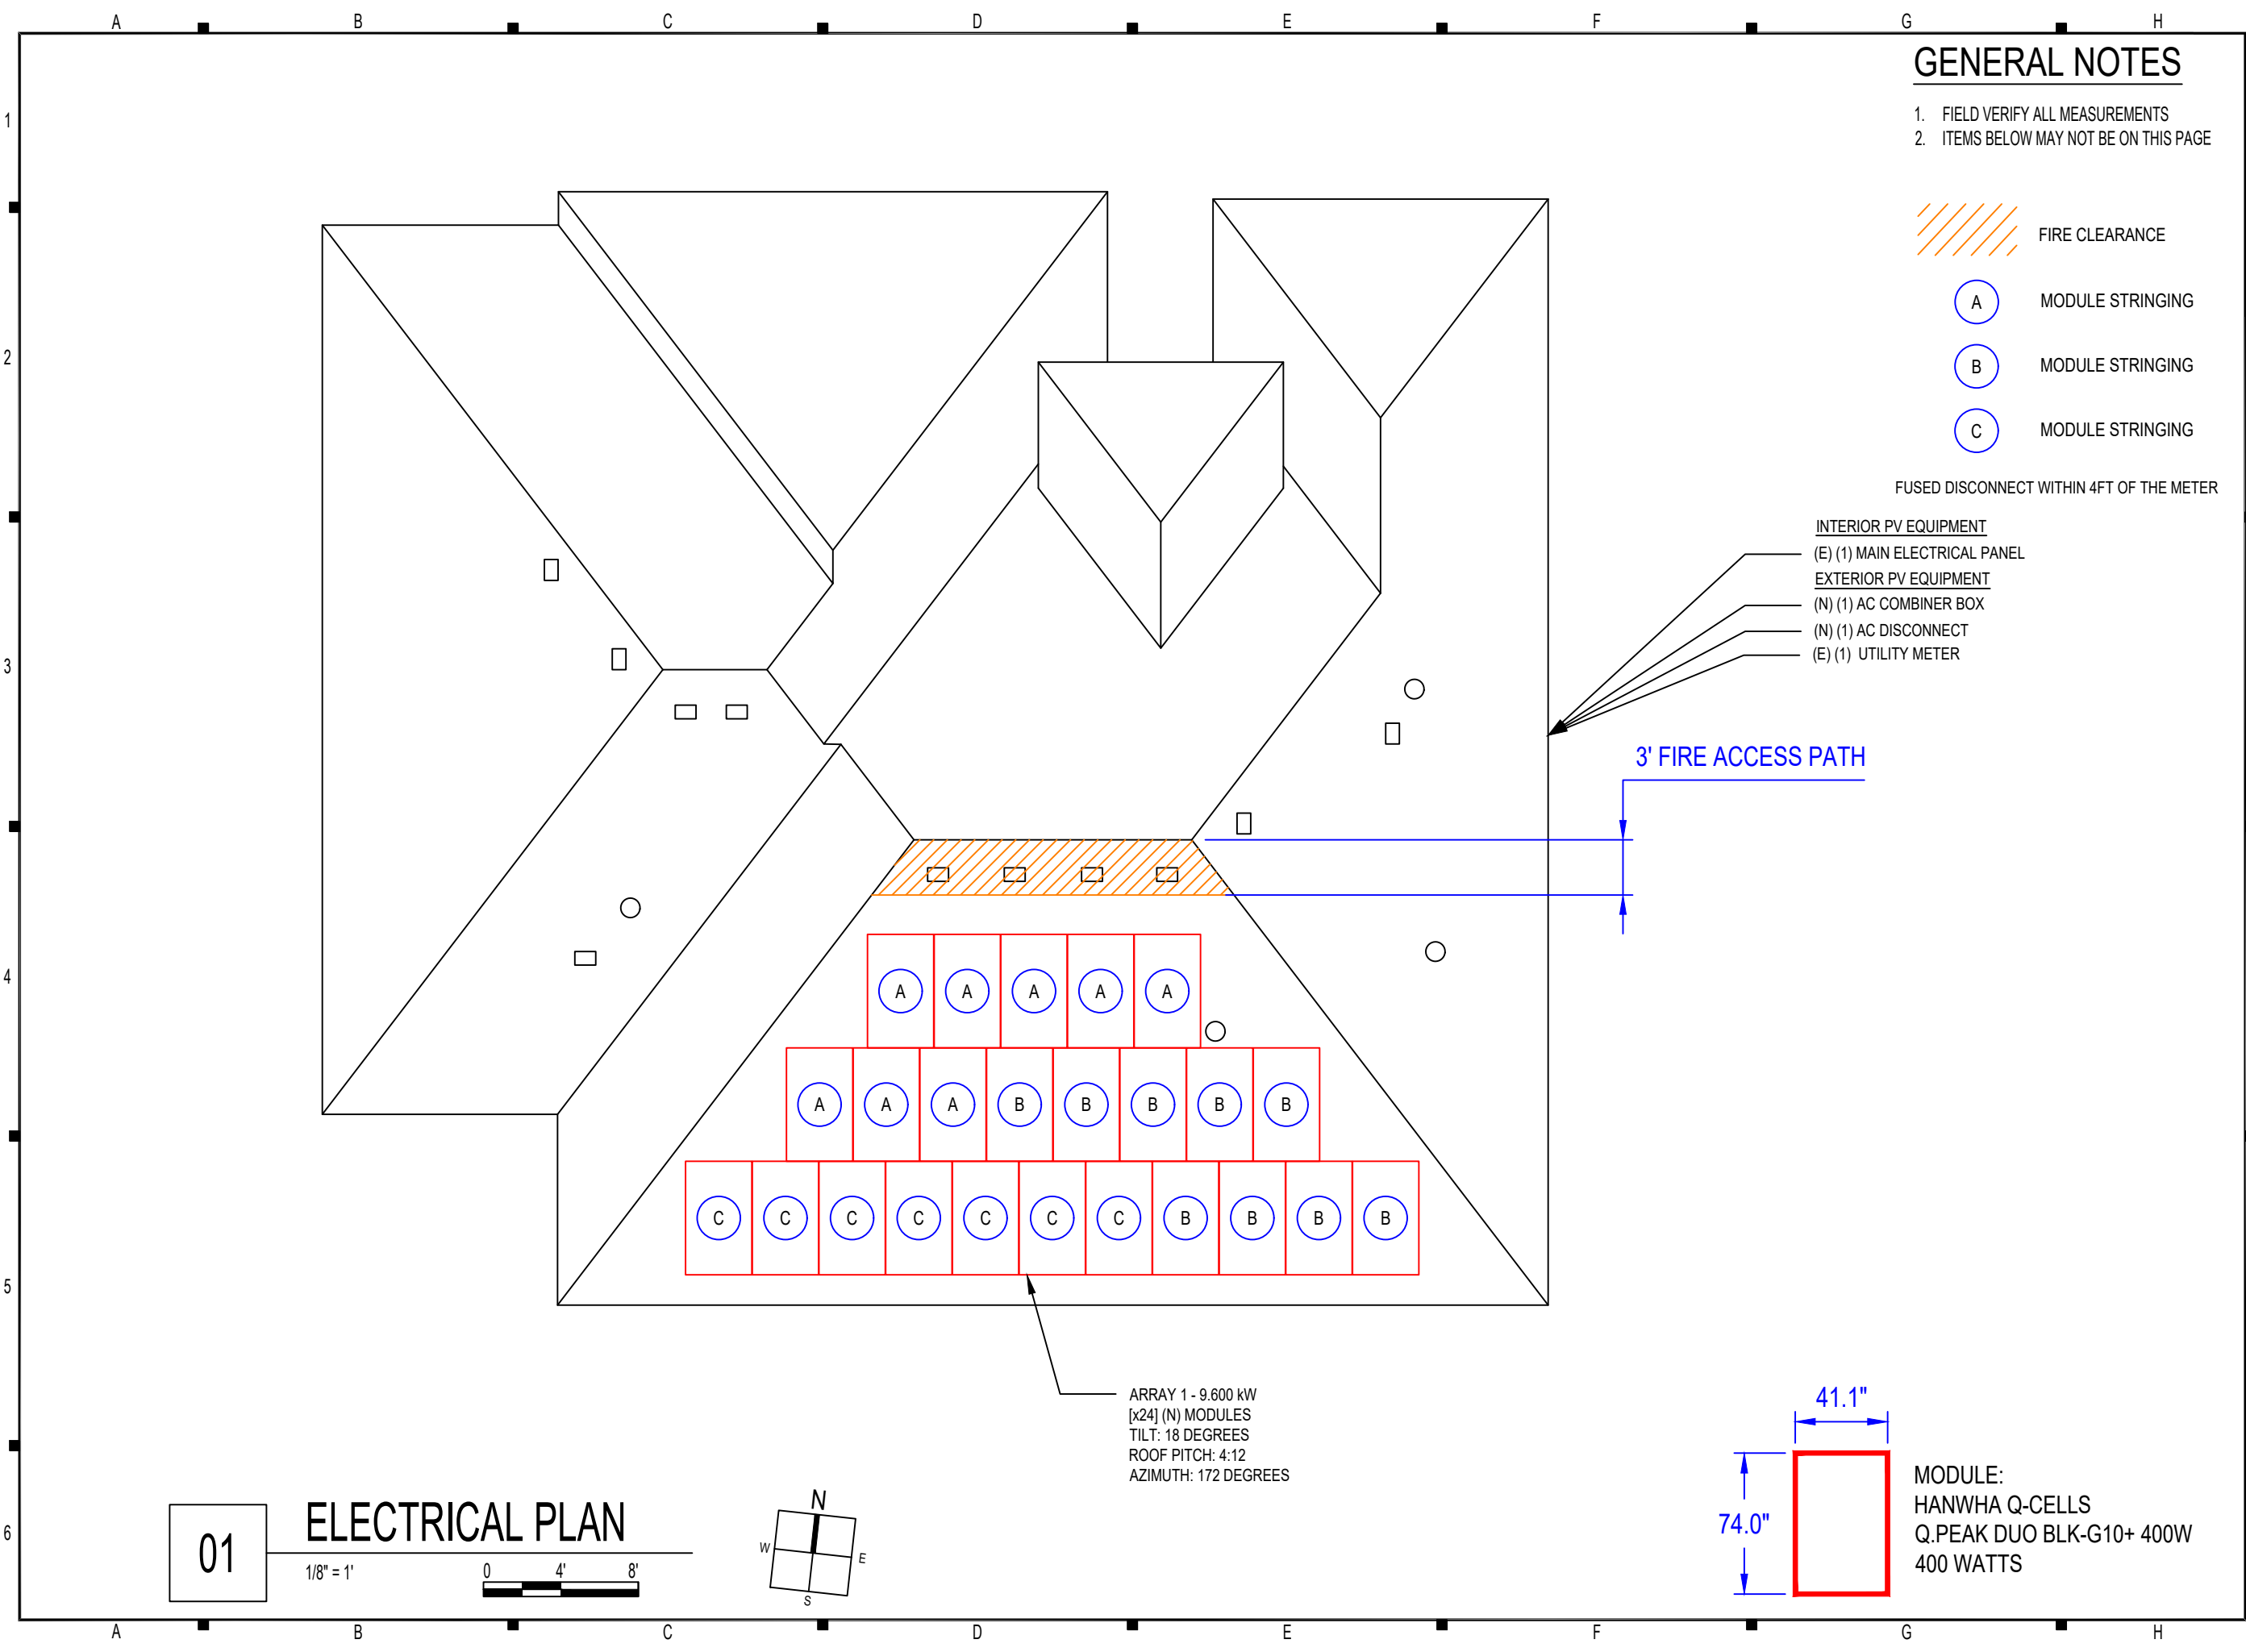 A B C D E F G H
GENERAL NOTES
1. FIELD VERIFY ALL MEASUREMENTS
2. ITEMS BELOW MAY NOT BE ON THIS PAGE
1
FIRE CLEARANCE
A MODULE STRINGING
2
B MODULE STRINGING
C MODULE STRINGING
FUSED DISCONNECT WITHIN 4FT OF THE METER
INTERIOR PV EQUIPMENT
(E) (1) MAIN ELECTRICAL PANEL
EXTERIOR PV EQUIPMENT
(N) (1) AC COMBINER BOX
(N) (1) AC DISCONNECT
(E) (1) UTILITY METER
3
3' FIRE ACCESS PATH
4
A A A A A
A A A B B B B B
C C C C C C C B B B B
5
ARRAY 1 - 9.600 kW
[x24] (N) MODULES
TILT: 18 DEGREES
ROOF PITCH: 4:12
AZIMUTH: 172 DEGREES
41.1"
74.0"
MODULE:
HANWHA Q-CELLS
Q.PEAK DUO BLK-G10+ 400W
400 WATTS
6
01
ELECTRICAL PLAN
1/8" = 1'
0 4' 8'
N
W E
S
A B C D E F G H